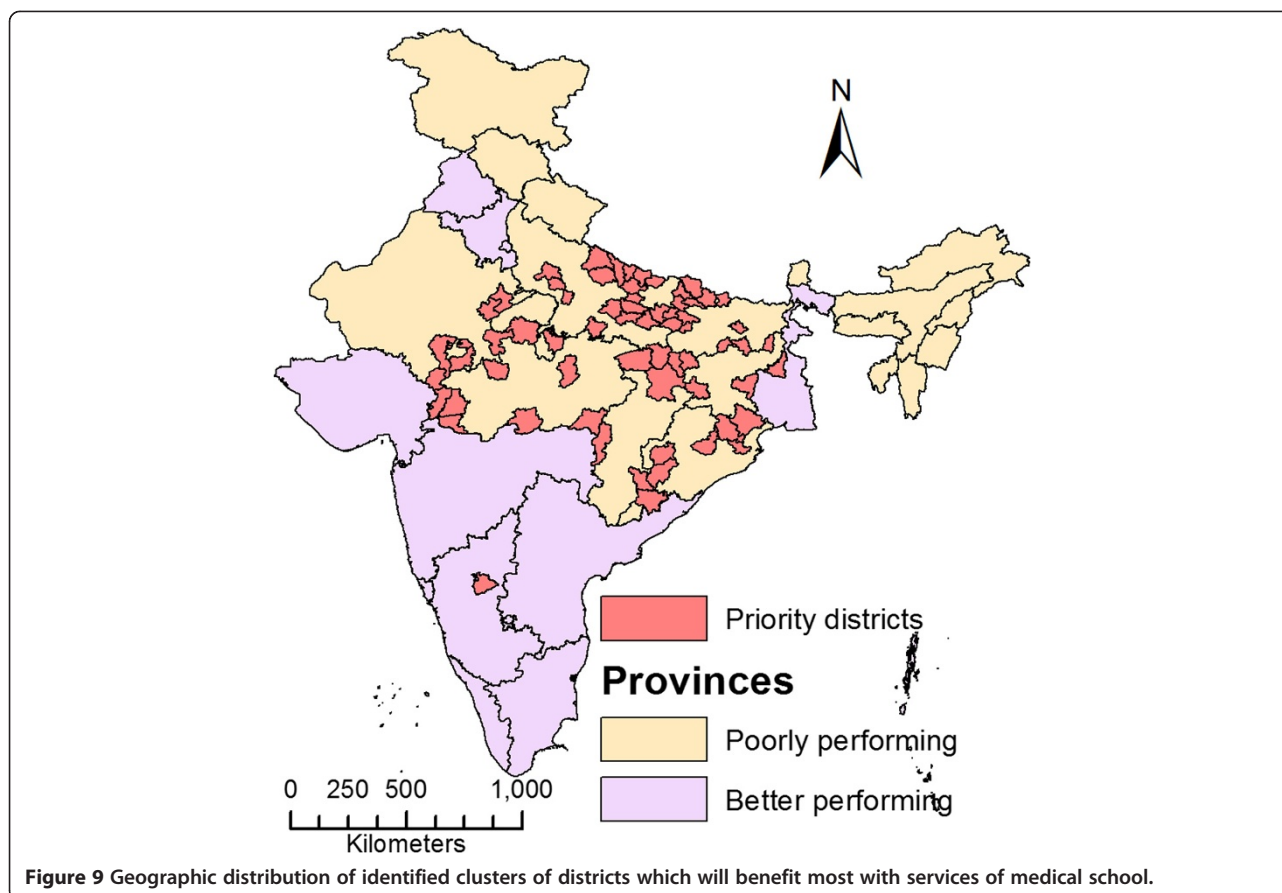 N
Priority districts
Provinces
Poorly performing
Better performing
0 250 500 1,000
Kilometers
Figure 9 Geographic distribution of identified clusters of districts which will benefit most with services of medical school.